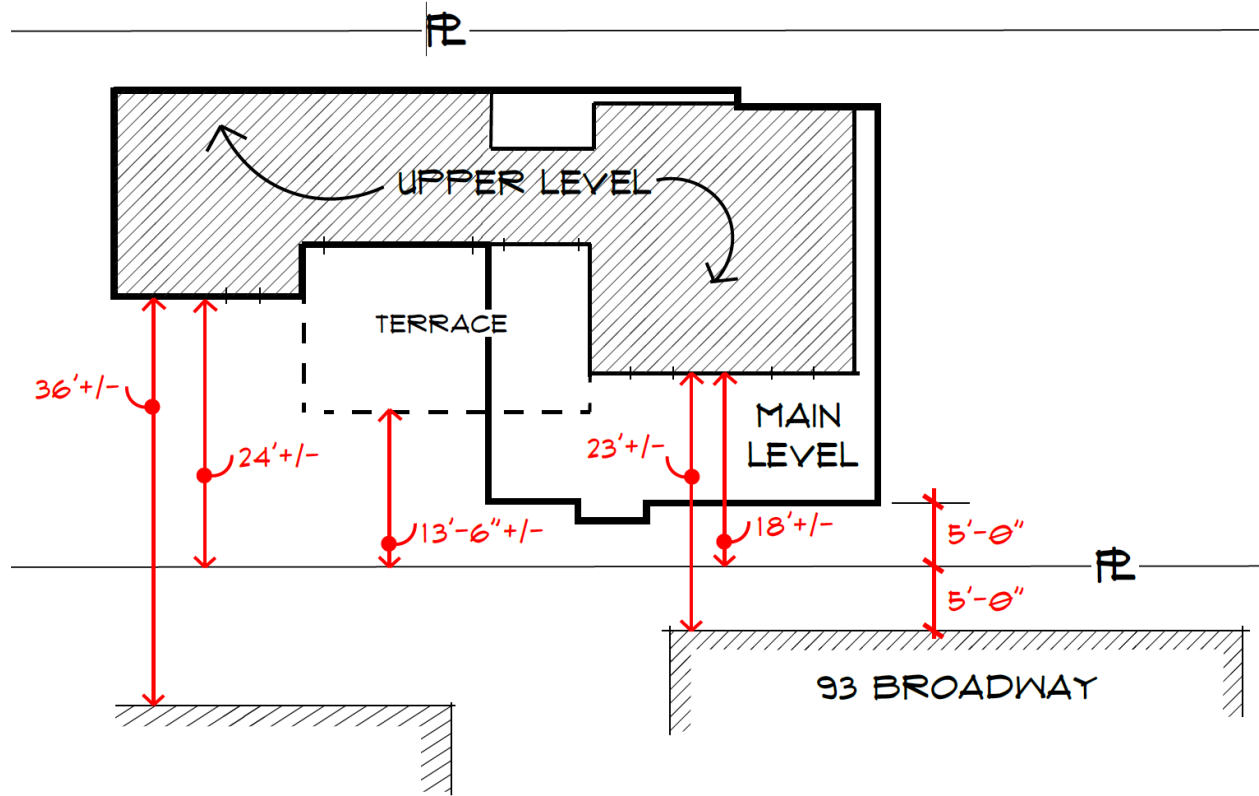 PL
UPPER LEVEL
TERRACE
36'+/-
24'+/-
MAIN
LEVEL
23'+/-
13'-6"+/-
18'+/-
5'-0"
PL
5'-0"
93 BROADWAY